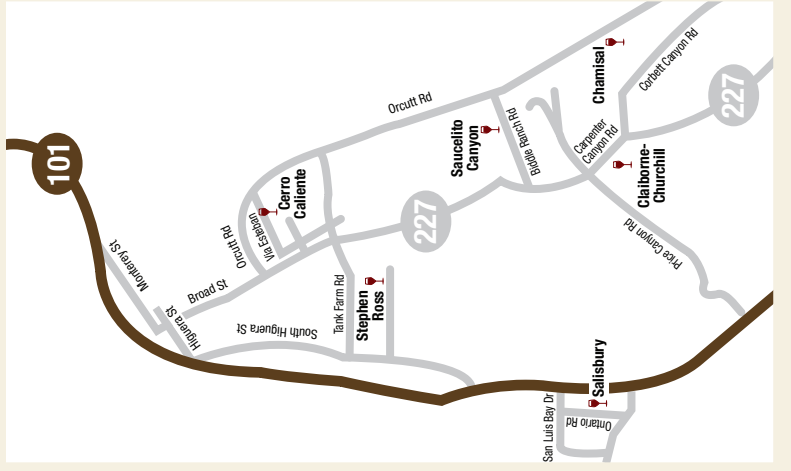 101
Monterey St
Higuera St
Broad St
South Higuera St
Orcutt Rd
Via Esteban
Cerro
Caliente
Tank Farm Rd
Stephen
Ross
Orcutt Rd
227
Saucelito
Canyon
Biddle Ranch Rd
Carpenter
Canyon Rd
Chamisal
Corbett Canyon Rd
227
Claiborne-
Churchill
Price Canyon Rd
Salisbury
San Luis Bay Dr
Ontario Rd